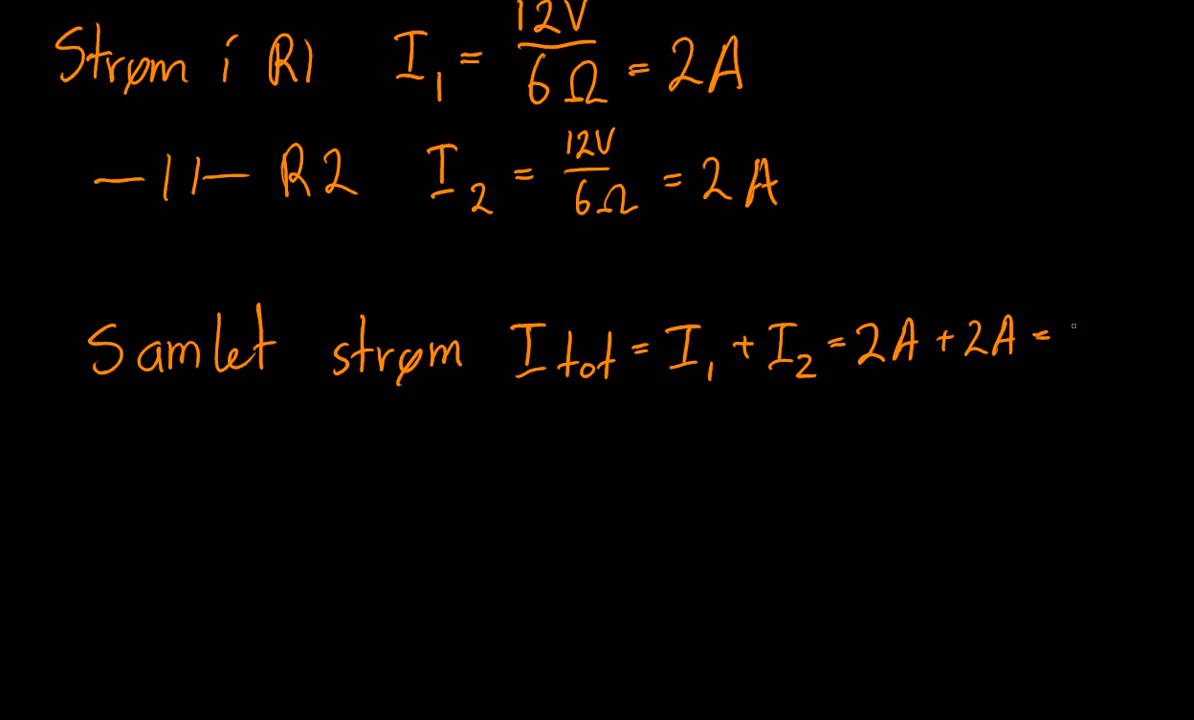 Strøm i R1 I₁ = 12V/6Ω = 2A
—||— R2 I₂ = 12V/6Ω = 2A
Samlet strøm Itot = I₁ + I₂ = 2A + 2A =